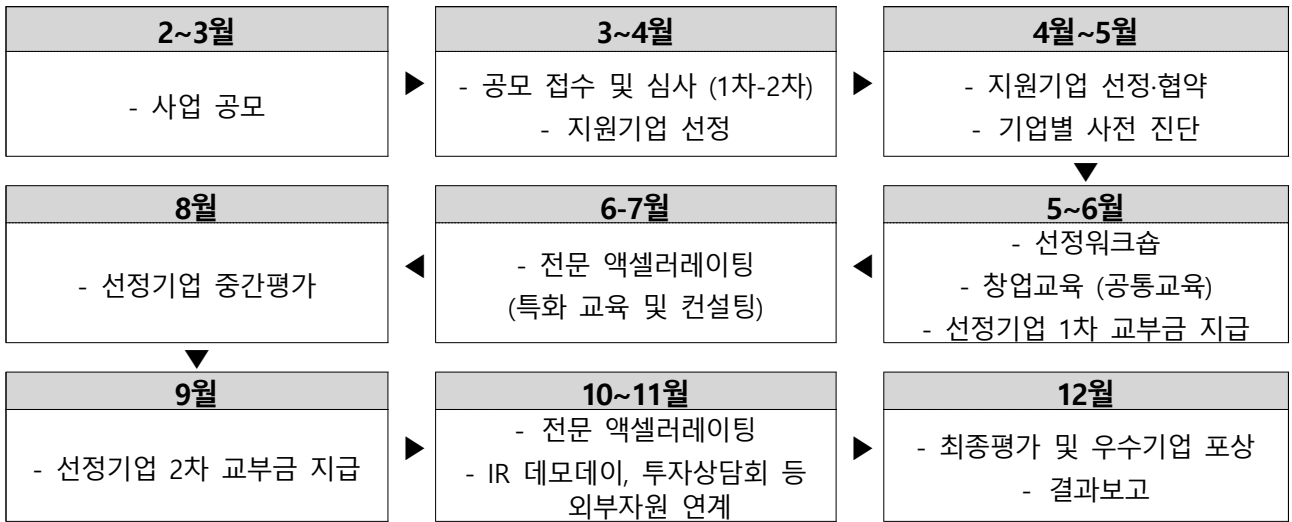 2~3월
- 사업 공모
▶
3~4월
- 공모 접수 및 심사 (1차-2차)
- 지원기업 선정
▶
4월~5월
- 지원기업 선정·협약
- 기업별 사전 진단
▼
5~6월
- 선정워크숍
- 창업교육 (공통교육)
- 선정기업 1차 교부금 지급
◀
6-7월
- 전문 액셀러레이팅
(특화 교육 및 컨설팅)
◀
8월
- 선정기업 중간평가
▼
9월
- 선정기업 2차 교부금 지급
▶
10~11월
- 전문 액셀러레이팅
- IR 데모데이, 투자상담회 등
외부자원 연계
▶
12월
- 최종평가 및 우수기업 포상
- 결과보고